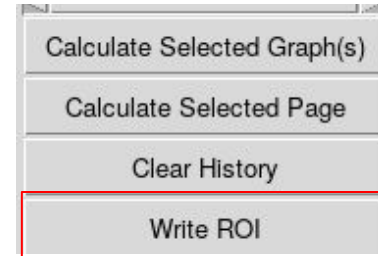 Calculate Selected Graph(s)
Calculate Selected Page
Clear History
Write ROI